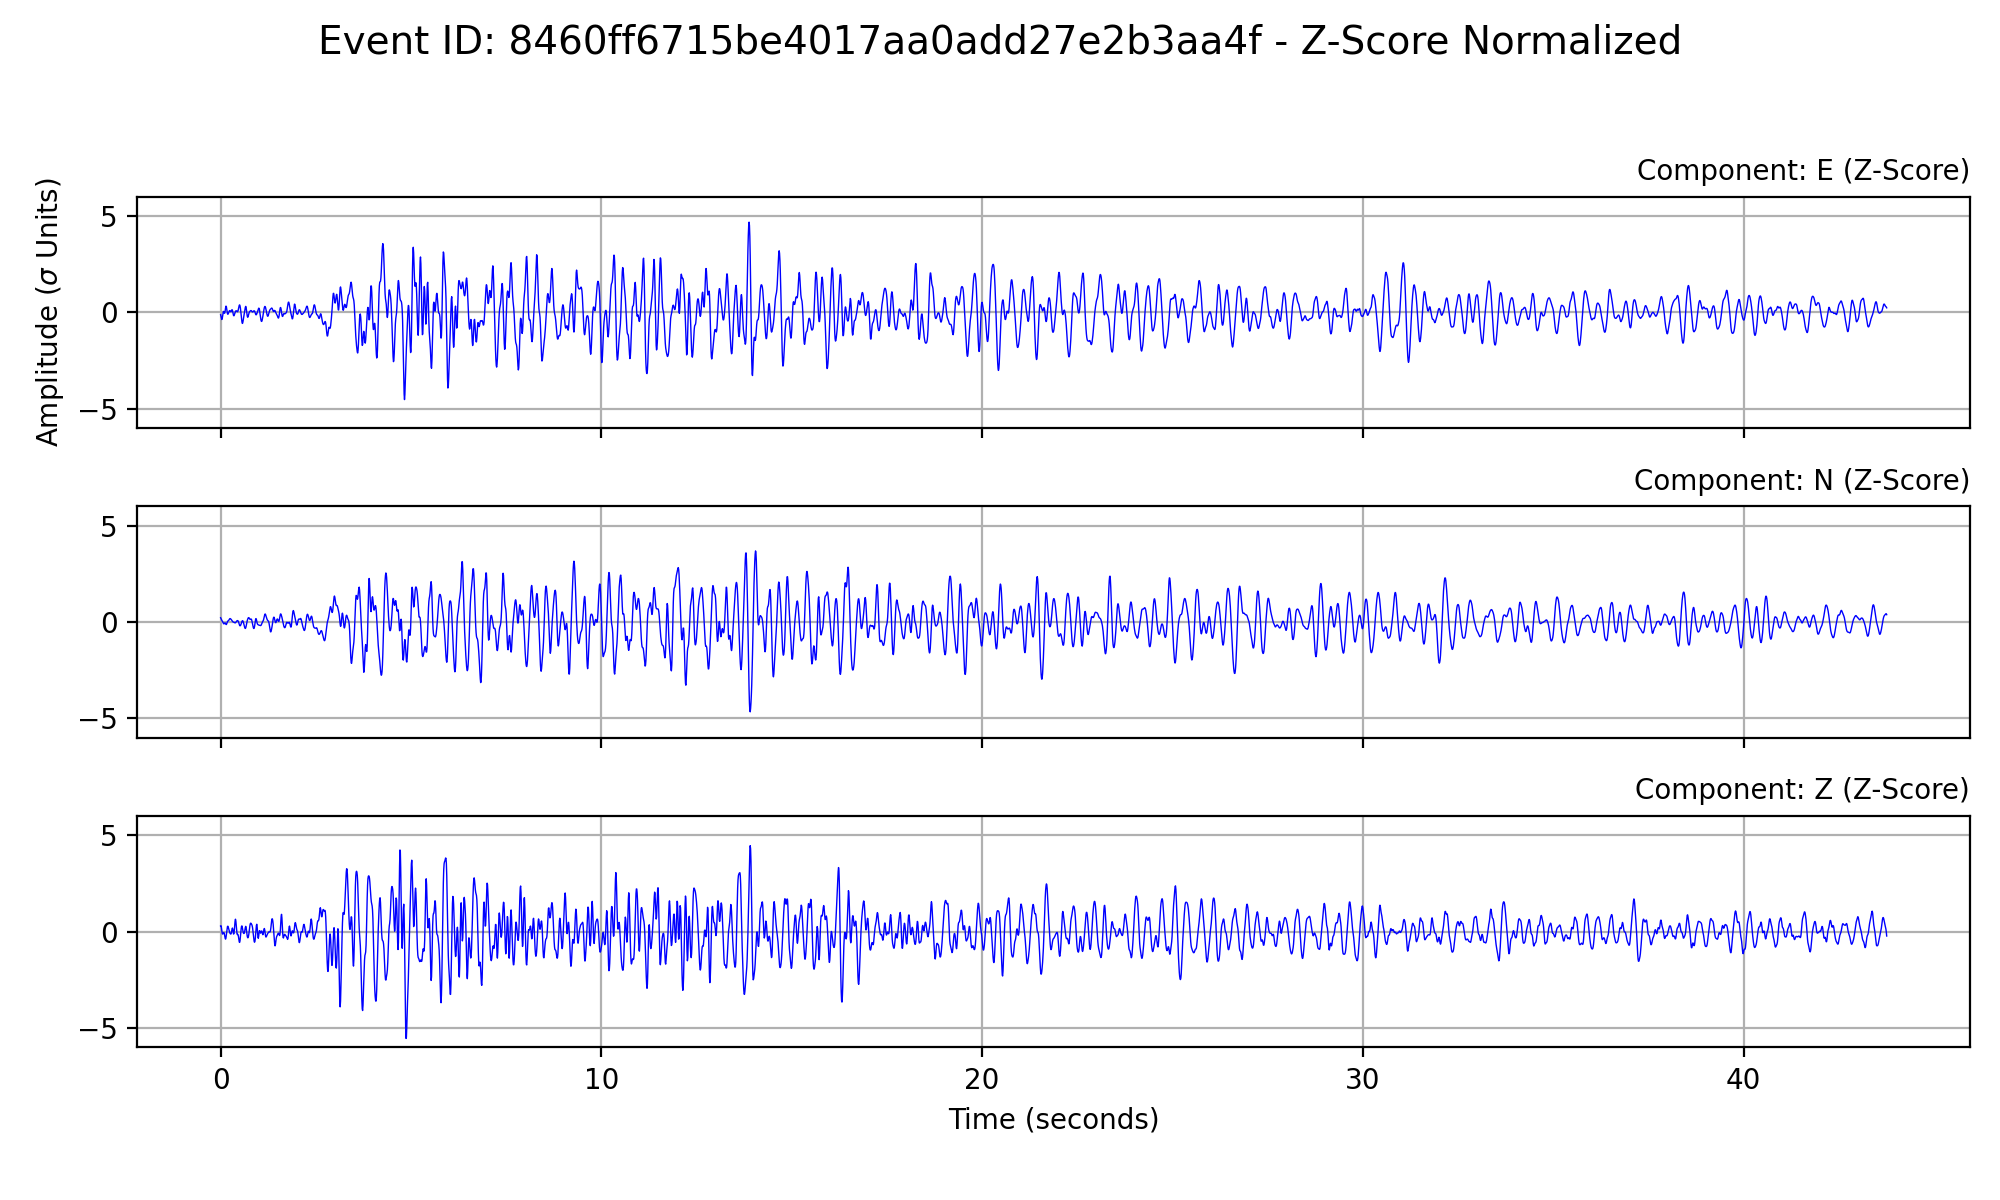 Event ID: 8460ff6715be4017aa0add27e2b3aa4f - Z-Score Normalized
Component: E (Z-Score)
Amplitude (σ Units)
5
0
−5
Component: N (Z-Score)
5
0
−5
Component: Z (Z-Score)
5
0
−5
0 10 20 30 40
Time (seconds)